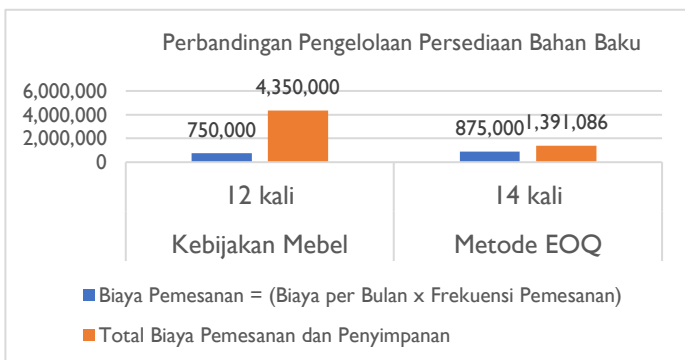 Perbandingan Pengelolaan Persediaan Bahan Baku
6,000,000
4,000,000
2,000,000
0
750,000
4,350,000
875,000
1,391,086
12 kali
14 kali
Kebijakan Mebel
Metode EOQ
Biaya Pemesanan = (Biaya per Bulan x Frekuensi Pemesanan)
Total Biaya Pemesanan dan Penyimpanan